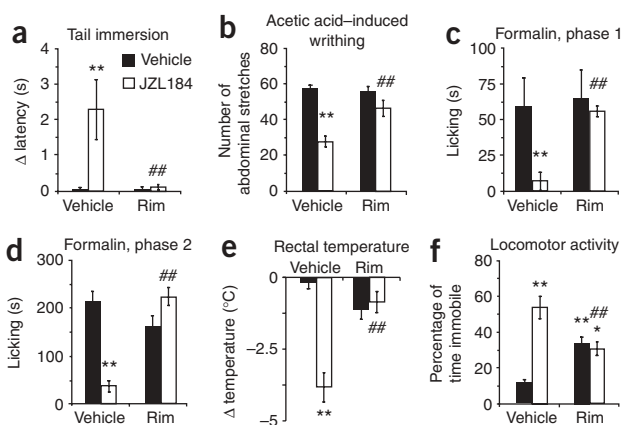 a
Tail immersion
Vehicle
JZL184
**
##
Δ latency (s)
4
3
2
1
0
Vehicle
Rim
b
Acetic acid–induced
writhing
**
##
Number of
abdominal stretches
80
60
40
20
0
Vehicle
Rim
c
Formalin, phase 1
**
##
Licking (s)
100
75
50
25
0
Vehicle
Rim
d
Formalin, phase 2
**
##
Licking (s)
300
200
100
0
Vehicle
Rim
e
Rectal temperature
Vehicle
Rim
**
##
Δ temperature (°C)
0
–2.5
–5
f
Locomotor activity
**
**
##
*
Percentage of
time immobile
80
60
40
20
0
Vehicle
Rim